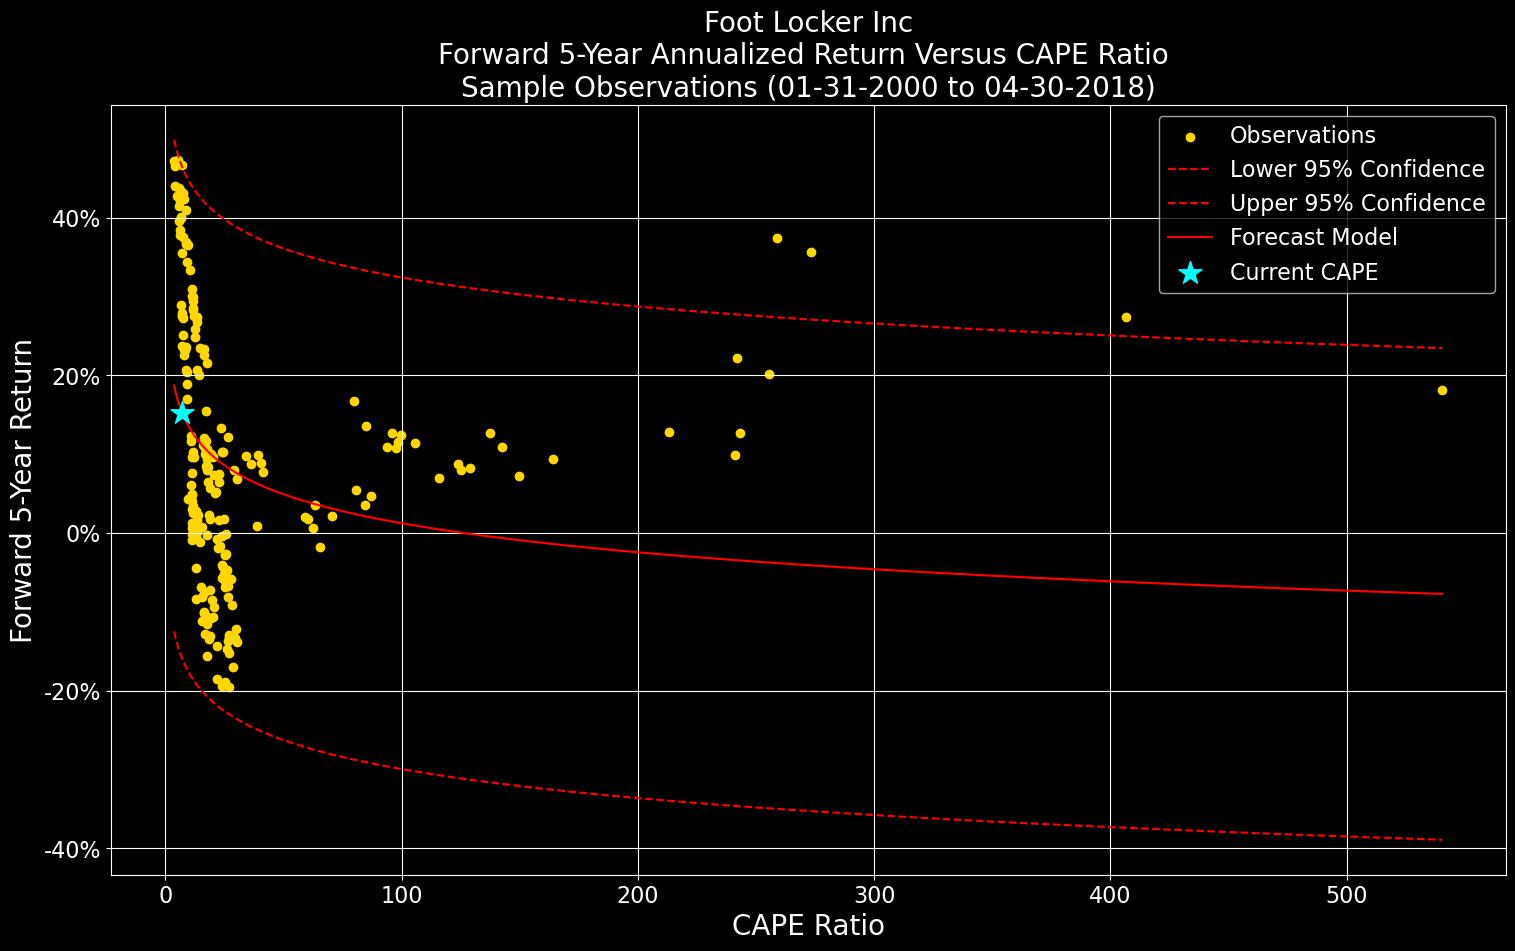 Foot Locker Inc
Forward 5-Year Annualized Return Versus CAPE Ratio
Sample Observations (01-31-2000 to 04-30-2018)
Observations
Lower 95% Confidence
Upper 95% Confidence
Forecast Model
Current CAPE
Forward 5-Year Return
40%
20%
0%
-20%
-40%
0 100 200 300 400 500
CAPE Ratio